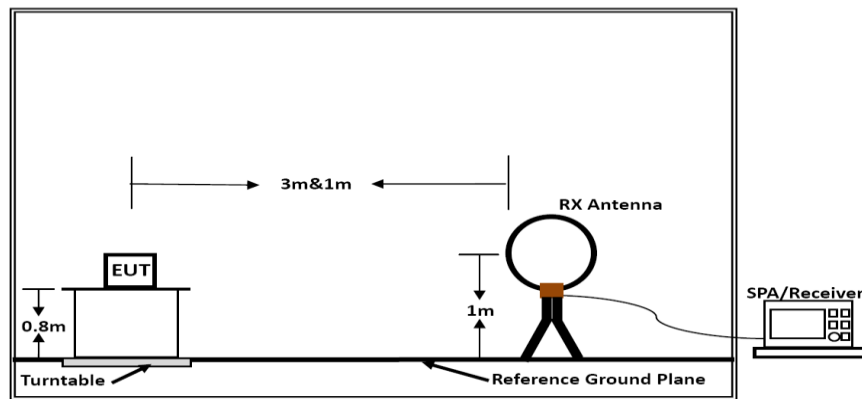 3m&1m
RX Antenna
EUT
SPA/Receiver
0.8m
1m
Turntable
Reference Ground Plane